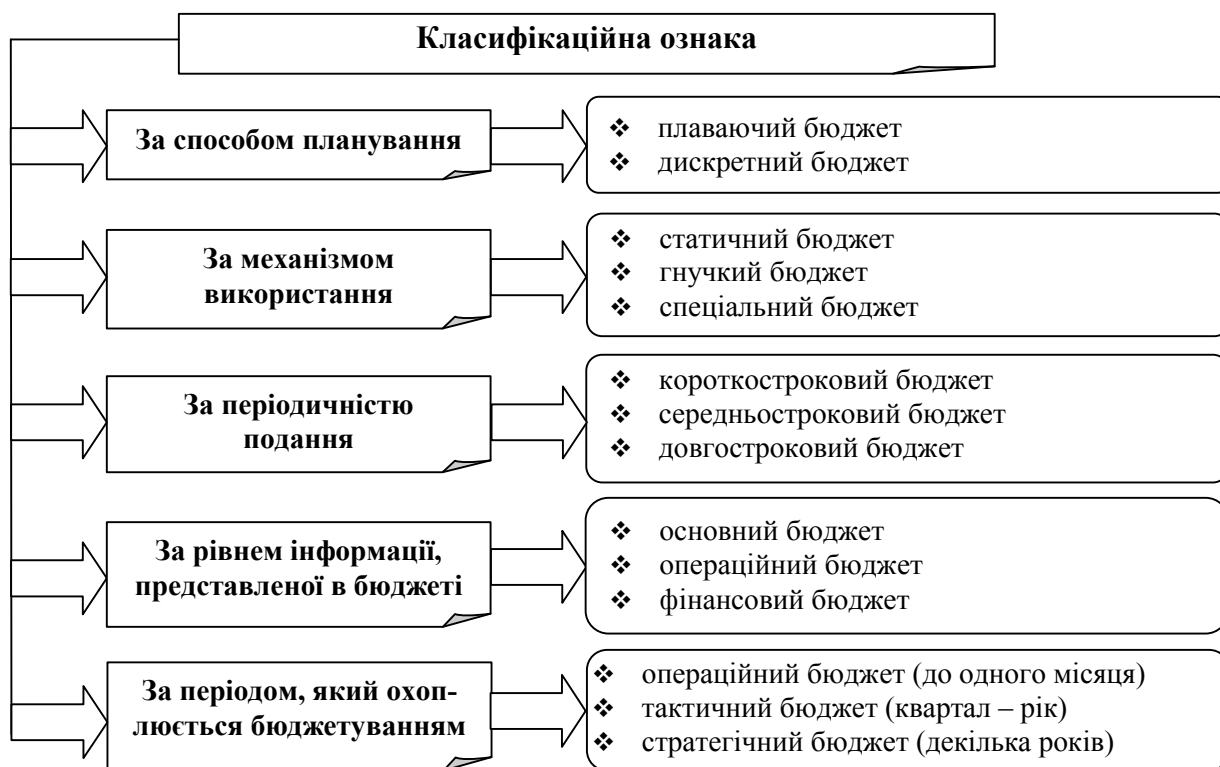 Класифікаційна ознака
За способом планування
❖ плаваючий бюджет
❖ дискретний бюджет
За механізмом
використання
❖ статичний бюджет
❖ гнучкий бюджет
❖ спеціальний бюджет
За періодичністю
подання
❖ короткостроковий бюджет
❖ середньостроковий бюджет
❖ довгостроковий бюджет
За рівнем інформації,
представленої в бюджеті
❖ основний бюджет
❖ операційний бюджет
❖ фінансовий бюджет
За періодом, який охоп-
люється бюджетуванням
❖ операційний бюджет (до одного місяця)
❖ тактичний бюджет (квартал – рік)
❖ стратегічний бюджет (декілька років)